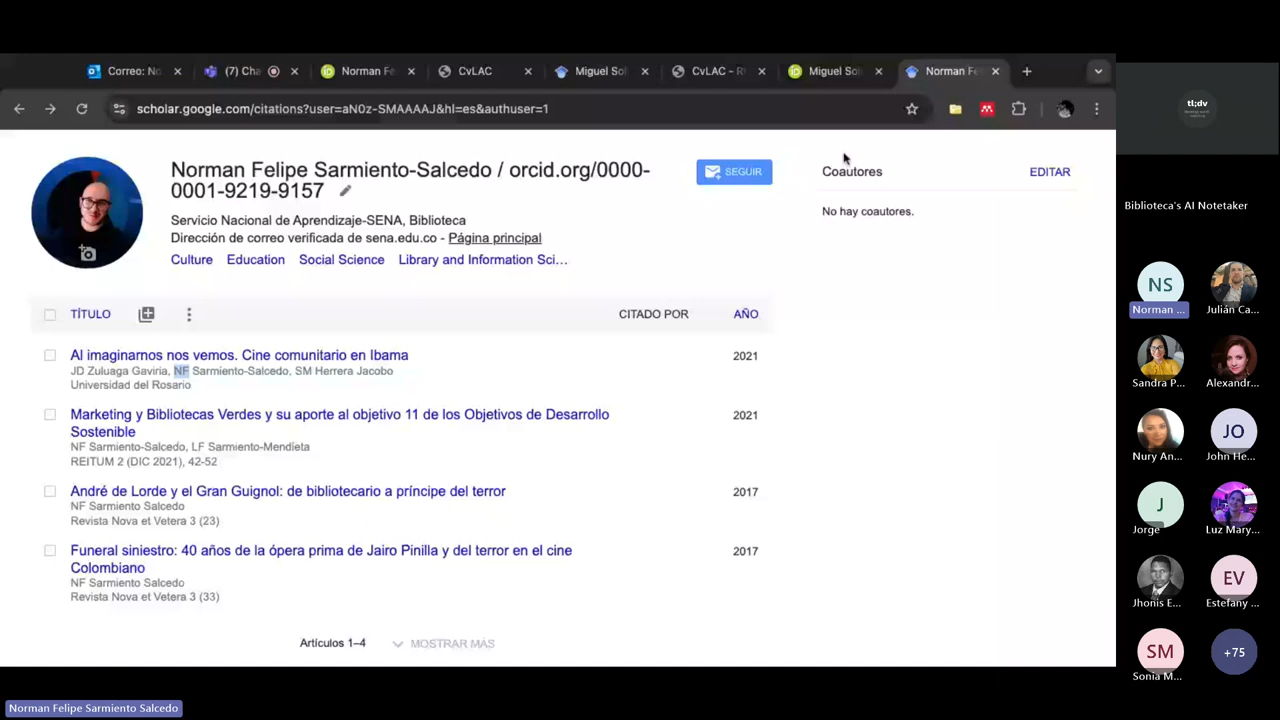 Correo: No
(7) Cha
Norman Fe
CvLAC
Miguel Sol
CvLAC - R
Miguel Sol
Norman Fe
scholar.google.com/citations?user=aN0z-SMAAAAJ&hl=es&authuser=1
tl;dv
Norman Felipe Sarmiento-Salcedo / orcid.org/0000-
0001-9219-9157
SEGUIR
Servicio Nacional de Aprendizaje-SENA, Biblioteca
Dirección de correo verificada de sena.edu.co - Página principal
Culture Education Social Science Library and Information Sci...
Coautores
EDITAR
No hay coautores.
TÍTULO CITADO POR AÑO
Al imaginarnos nos vemos. Cine comunitario en Ibama 2021
JD Zuluaga Gaviria, NF Sarmiento-Salcedo, SM Herrera Jacobo
Universidad del Rosario
Marketing y Bibliotecas Verdes y su aporte al objetivo 11 de los Objetivos de Desarrollo 2021
Sostenible
NF Sarmiento-Salcedo, LF Sarmiento-Mendieta
REITUM 2 (DIC 2021), 42-52
André de Lorde y el Gran Guignol: de bibliotecario a príncipe del terror 2017
NF Sarmiento Salcedo
Revista Nova et Vetera 3 (23)
Funeral siniestro: 40 años de la ópera prima de Jairo Pinilla y del terror en el cine 2017
Colombiano
NF Sarmiento Salcedo
Revista Nova et Vetera 3 (33)
Artículos 1–4 MOSTRAR MÁS
Biblioteca's AI Notetaker
NS
Norman ...
Julián Ca...
Sandra P...
Alexandr...
Nury An...
JO
John He...
J
Jorge
Luz Mary...
Jhonis E...
EV
Estefany ...
SM
Sonia M...
+75
Norman Felipe Sarmiento Salcedo